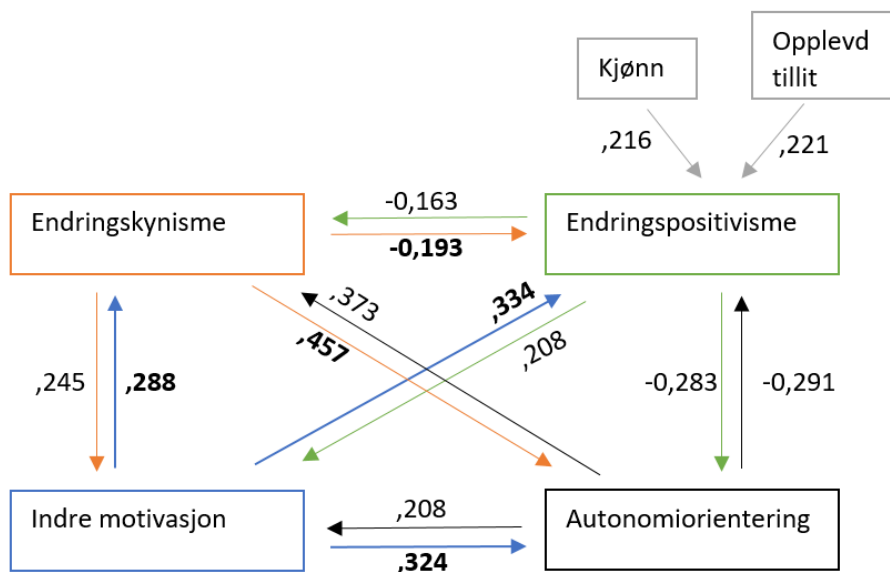 Kjønn
Opplevd
tillit
,216
,221
Endringskynisme
-0,163
-0,193
Endringspositivisme
,373
,457
,334
,208
,245
,288
-0,283
-0,291
Indre motivasjon
,208
,324
Autonomiorientering